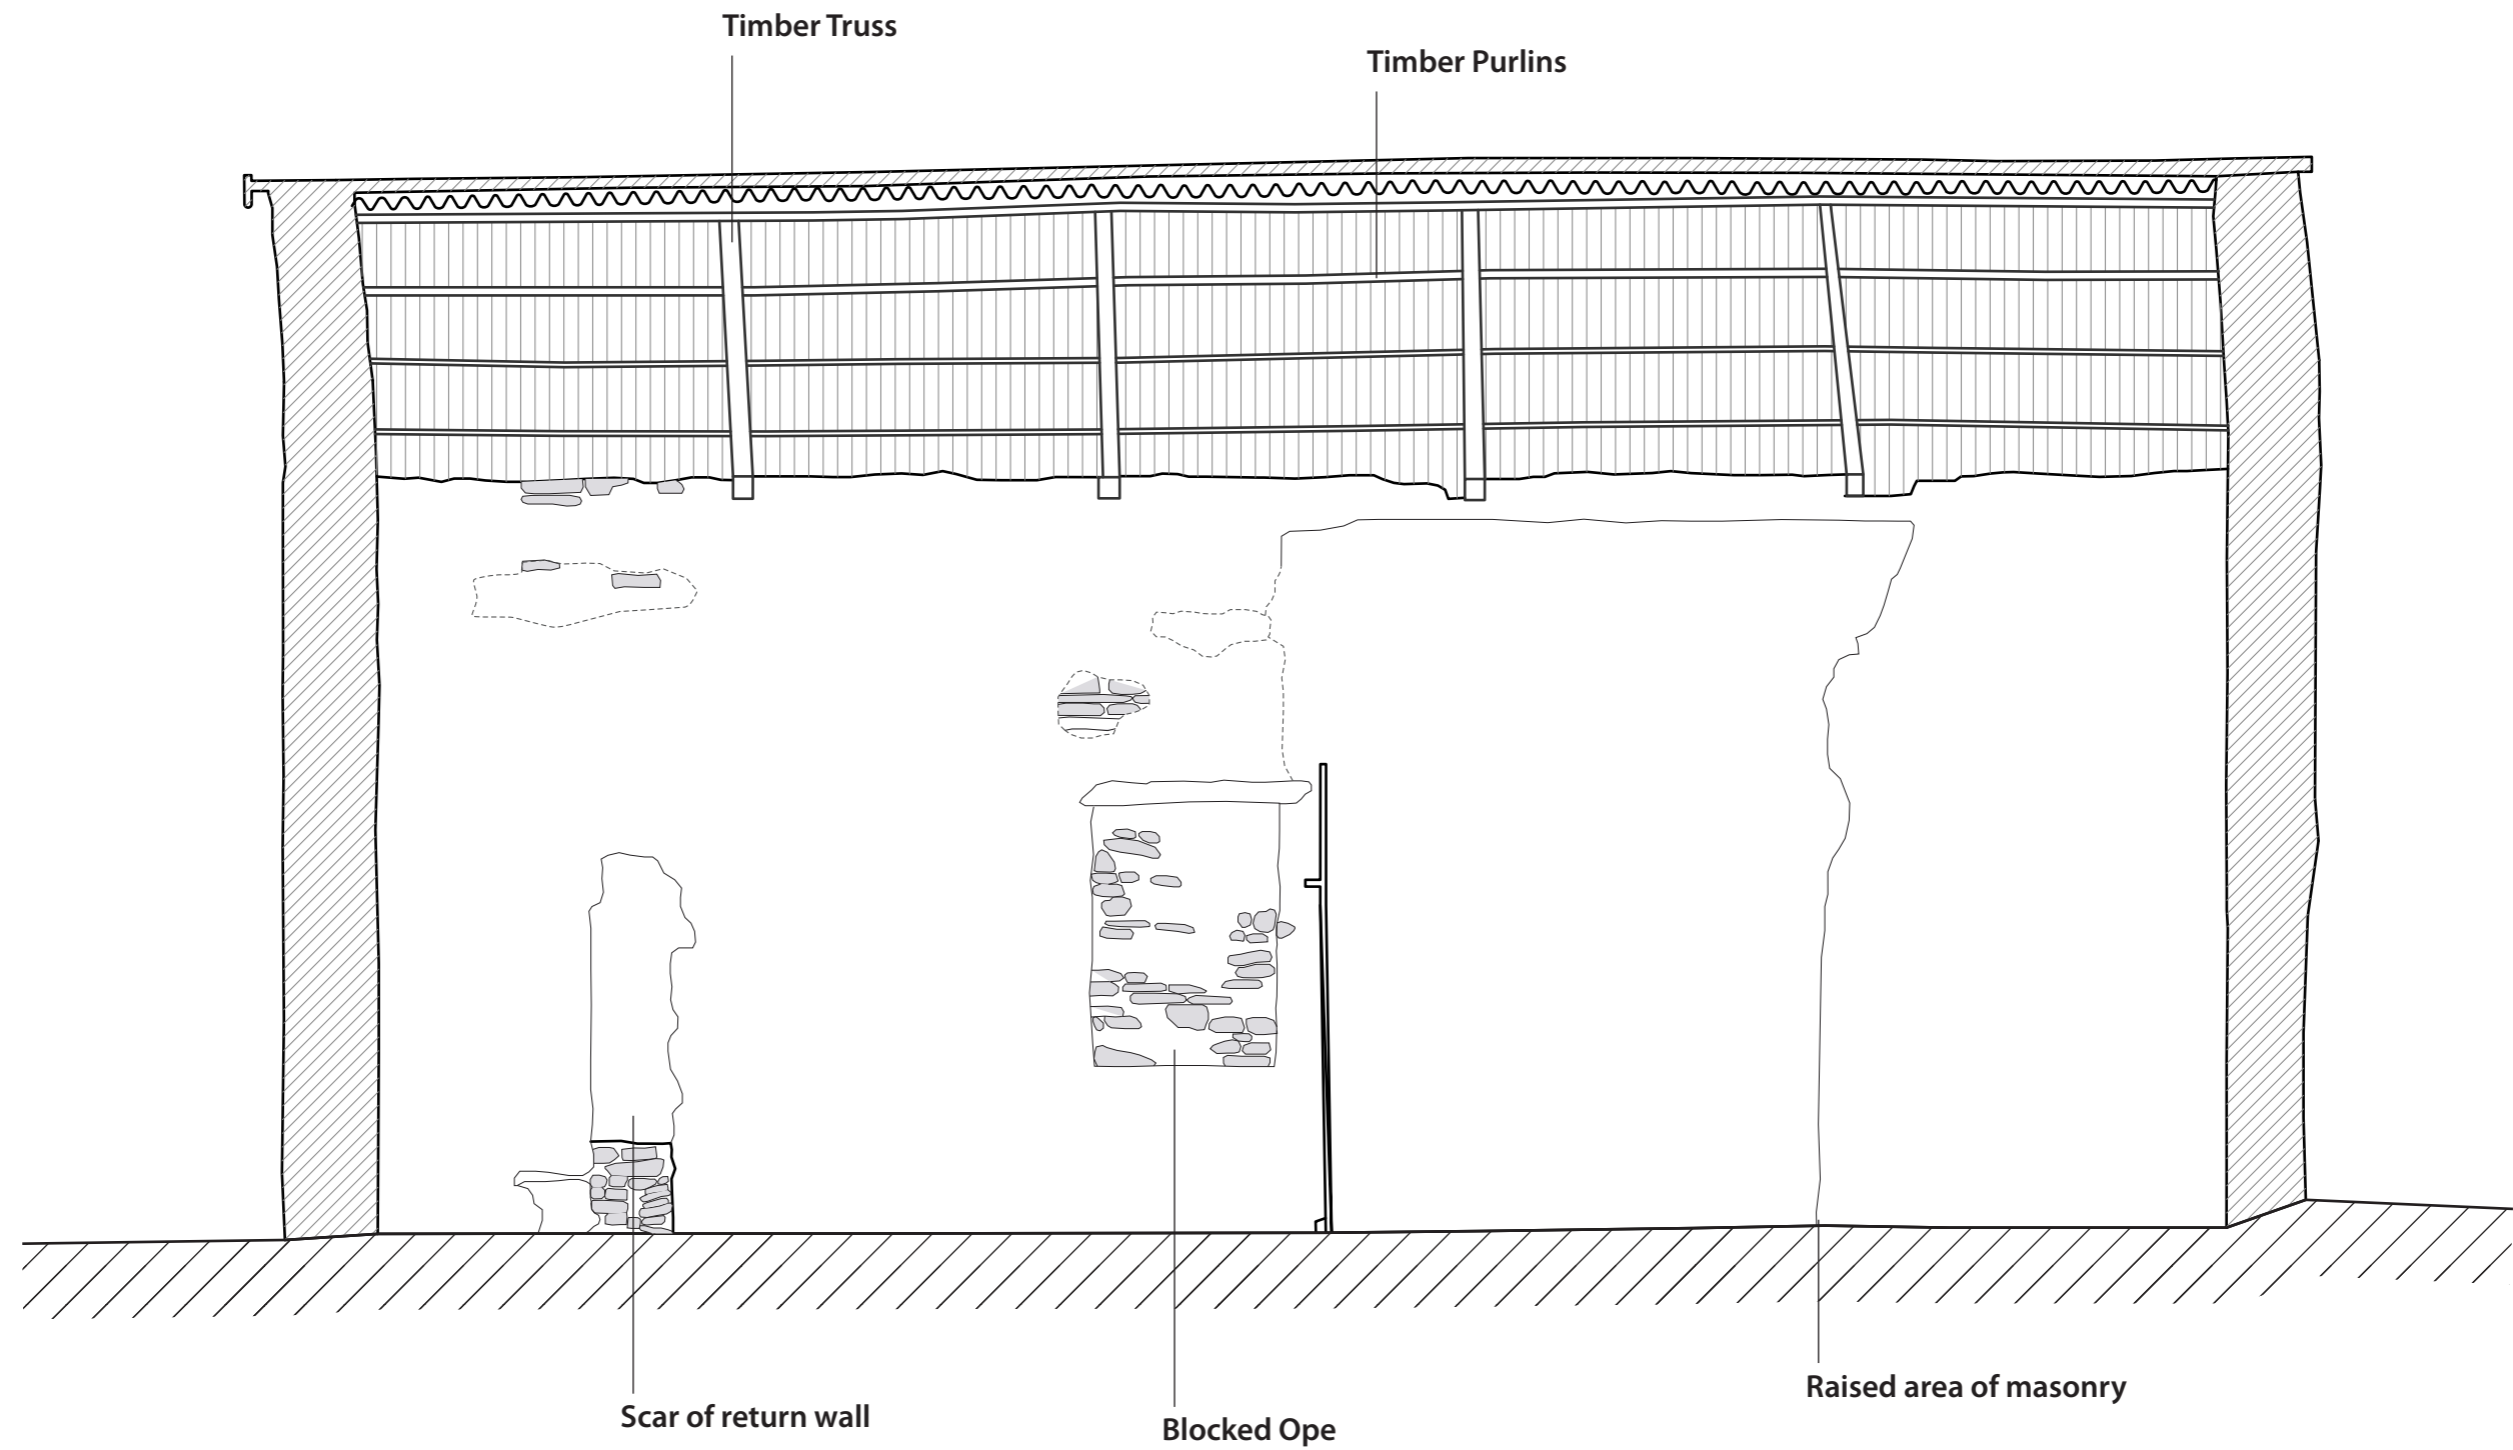 Timber Truss
Timber Purlins
Scar of return wall
Blocked Ope
Raised area of masonry